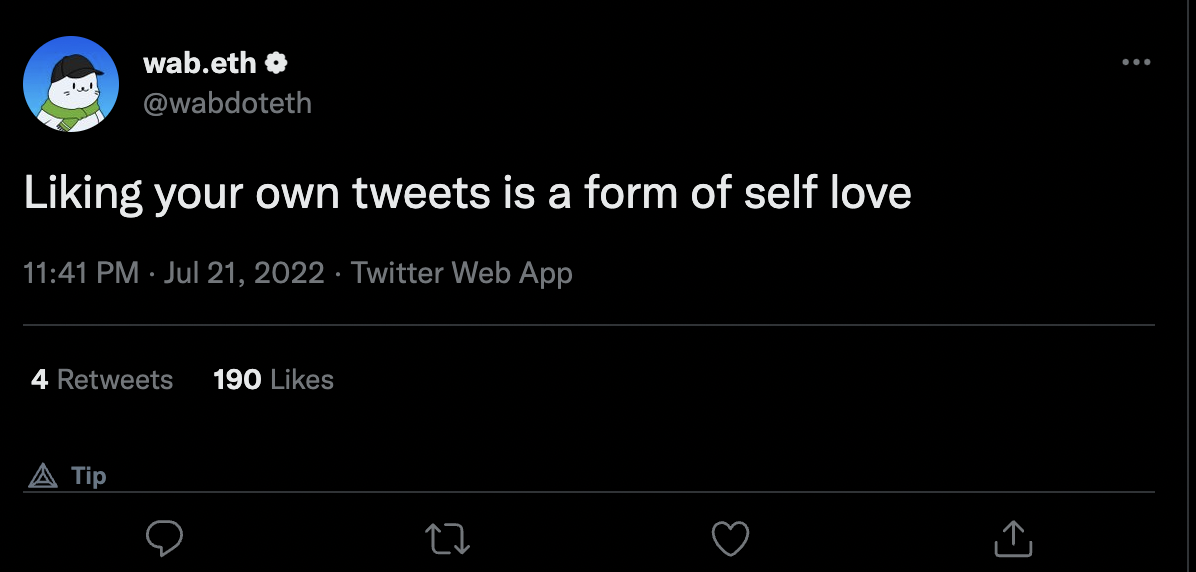 wab.eth
@wabdoteth
Liking your own tweets is a form of self love
11:41 PM · Jul 21, 2022 · Twitter Web App
4 Retweets 190 Likes
Tip